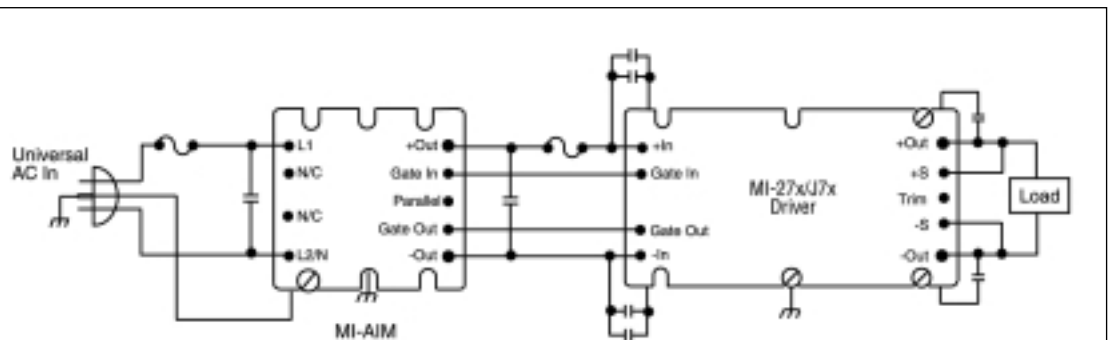 Universal
AC In
L1
N/C
N/C
L2/N
+Out
Gate In
Parallel
Gate Out
-Out
MI-AIM
+In
Gate In
Gate Out
-In
MI-27x/J7x
Driver
+Out
+S
Trim
-S
-Out
Load